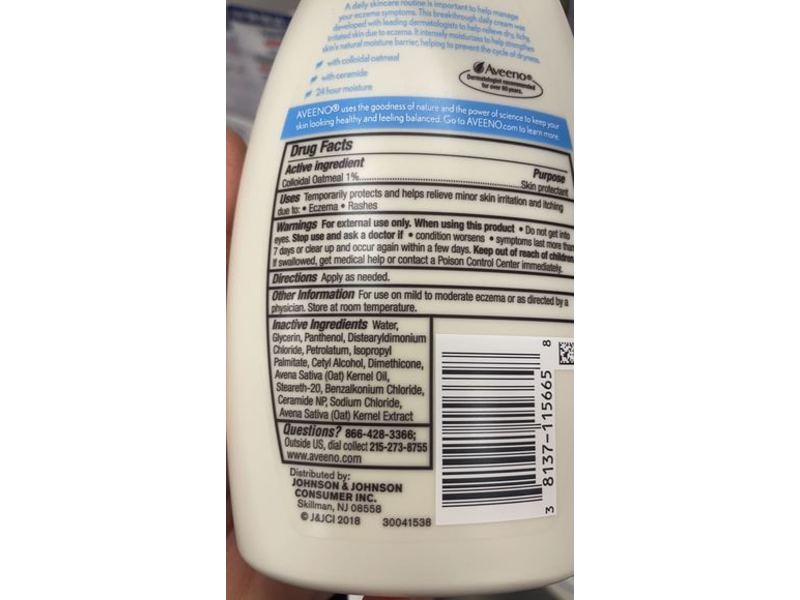 A daily skincare routine is important to help manage
your eczema symptoms. This breakthrough daily cream was
developed with leading dermatologists to help relieve dry, itchy,
irritated skin due to eczema. It intensely moisturizes to help strengthen
skin's natural moisture barrier, helping to prevent the cycle of dryness.
with colloidal oatmeal
with ceramide
24 hour moisture
Aveeno®
Dermatologist recommended
for over 60 years.
AVEENO® uses the goodness of nature and the power of science to keep your
skin looking healthy and feeling balanced. Go to AVEENO.com to learn more.
Drug Facts
Active ingredient Purpose
Colloidal Oatmeal 1%..........Skin protectant
Uses Temporarily protects and helps relieve minor skin irritation and itching
due to: • Eczema • Rashes
Warnings For external use only. When using this product • Do not get into
eyes. Stop use and ask a doctor if • condition worsens • symptoms last more than
7 days or clear up and occur again within a few days. Keep out of reach of children.
If swallowed, get medical help or contact a Poison Control Center immediately.
Directions Apply as needed.
Other Information For use on mild to moderate eczema or as directed by a
physician. Store at room temperature.
Inactive Ingredients Water,
Glycerin, Panthenol, Distearyldimonium
Chloride, Petrolatum, Isopropyl
Palmitate, Cetyl Alcohol, Dimethicone,
Avena Sativa (Oat) Kernel Oil,
Steareth-20, Benzalkonium Chloride,
Ceramide NP, Sodium Chloride,
Avena Sativa (Oat) Kernel Extract
Questions? 866-428-3366;
Outside US, dial collect 215-273-8755
www.aveeno.com
Distributed by:
JOHNSON & JOHNSON
CONSUMER INC.
Skillman, NJ 08558
© J&JCI 2018 30041538
3 8137-115665 8